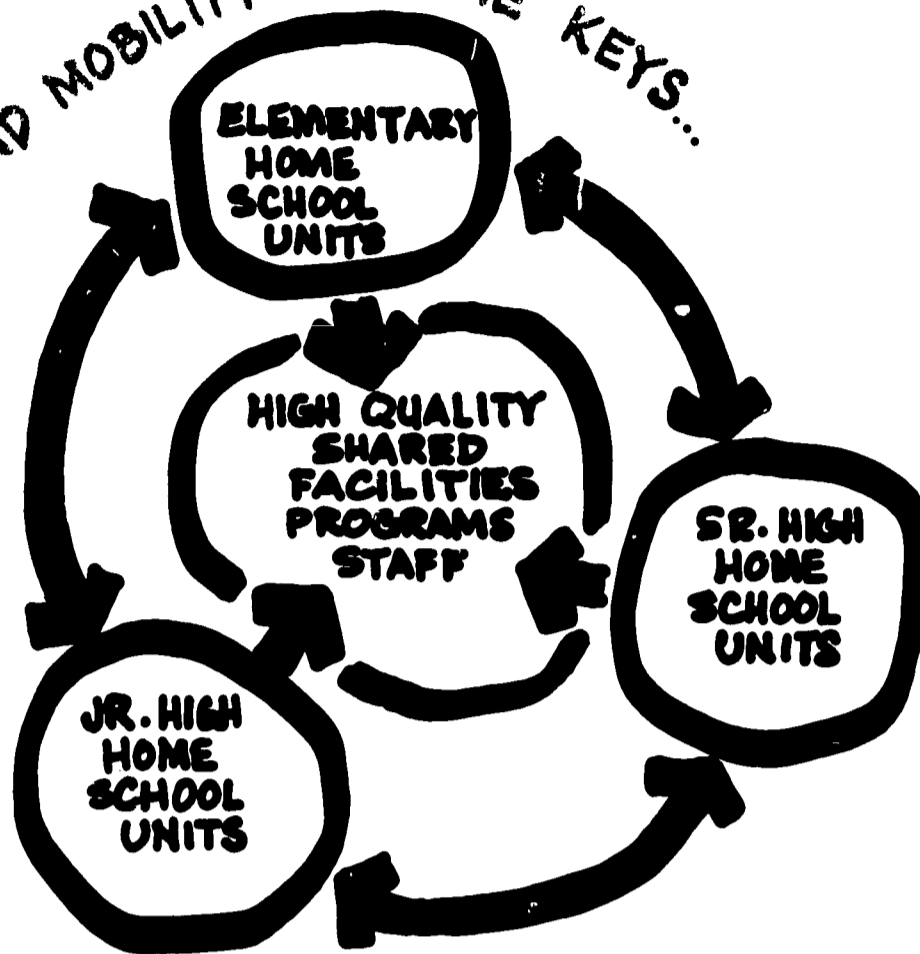 MOBILITY KEYS...
ELEMENTARY
HOME
SCHOOL
UNITS
HIGH QUALITY
SHARED
FACILITIES
PROGRAMS
STAFF
SR. HIGH
HOME
SCHOOL
UNITS
JR. HIGH
HOME
SCHOOL
UNITS